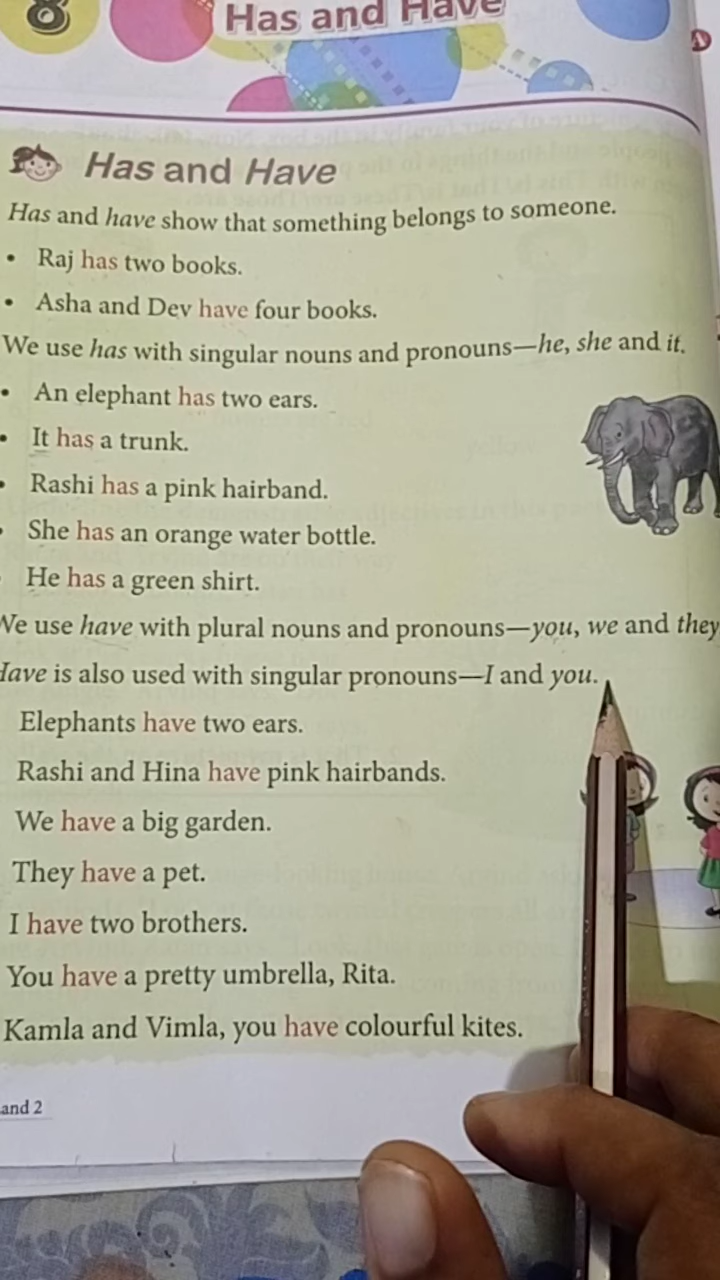 8
Has and Have
A
Has and Have
Has and have show that something belongs to someone.
• Raj has two books.
• Asha and Dev have four books.
We use has with singular nouns and pronouns—he, she and it.
• An elephant has two ears.
• It has a trunk.
• Rashi has a pink hairband.
• She has an orange water bottle.
He has a green shirt.
We use have with plural nouns and pronouns—you, we and they
Have is also used with singular pronouns—I and you.
Elephants have two ears.
Rashi and Hina have pink hairbands.
We have a big garden.
They have a pet.
I have two brothers.
You have a pretty umbrella, Rita.
Kamla and Vimla, you have colourful kites.
and 2